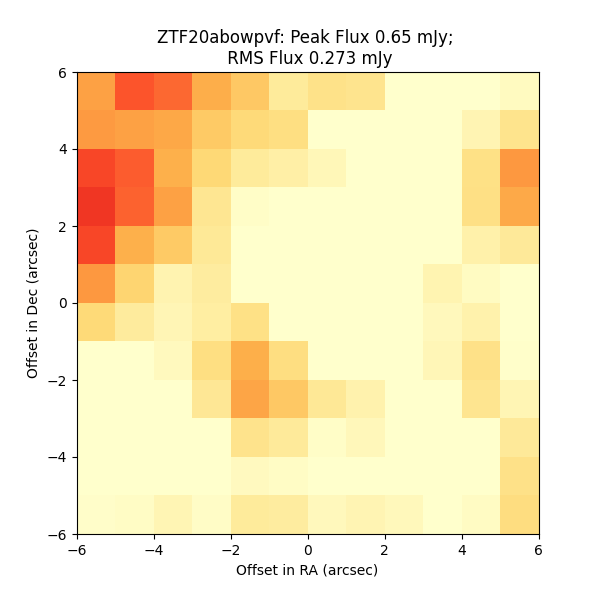 ZTF20abowpvf: Peak Flux 0.65 mJy;
RMS Flux 0.273 mJy
6
4
2
0
−2
−4
−6
Offset in Dec (arcsec)
−6 −4 −2 0 2 4 6
Offset in RA (arcsec)